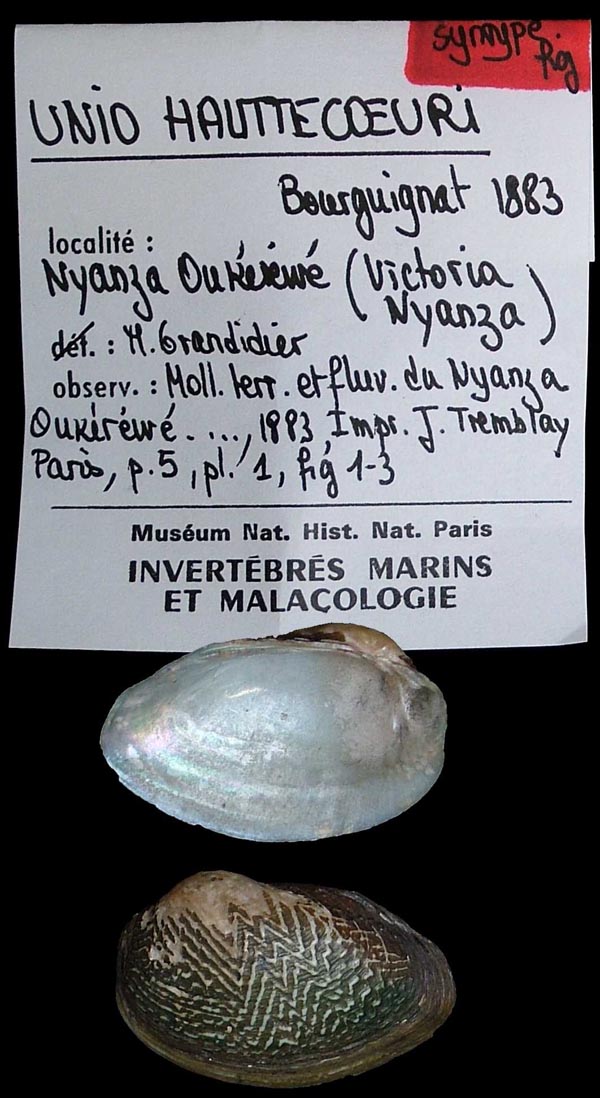 syntype
fig
UNIO HAUTTECŒURI
Bourguignat 1883
localité :
Nyanza Oukéréwé (Victoria
Nyanza)
dét. : M. Grandidier
observ. : Moll. terr. et fluv. du Nyanza
Oukéréwé ...., 1883, Impr. J. Tremblay
Paris, p.5, pl. 1, fig 1-3
Muséum Nat. Hist. Nat. Paris
INVERTÉBRÉS MARINS
ET MALACOLOGIE